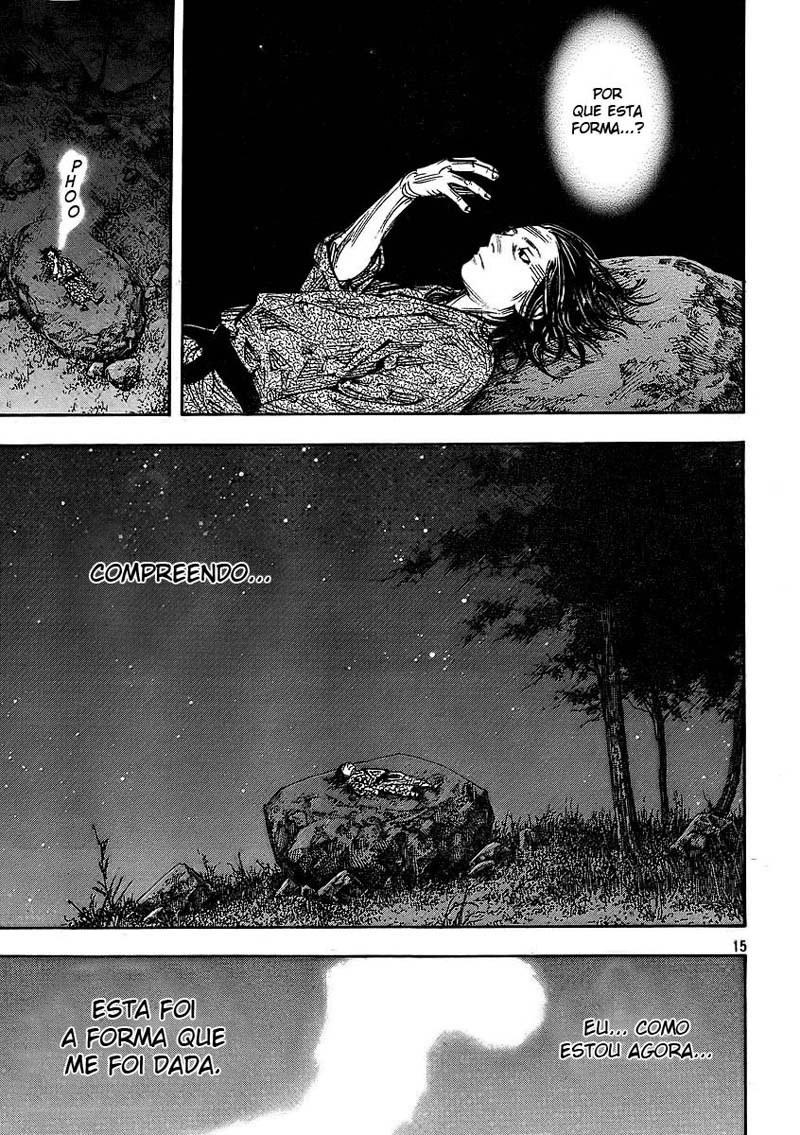 POR
QUE ESTA
FORMA...?
PHOO
COMPREENDO...
15
EU... COMO
ESTOU AGORA...
ESTA FOI
A FORMA QUE
ME FOI DADA.